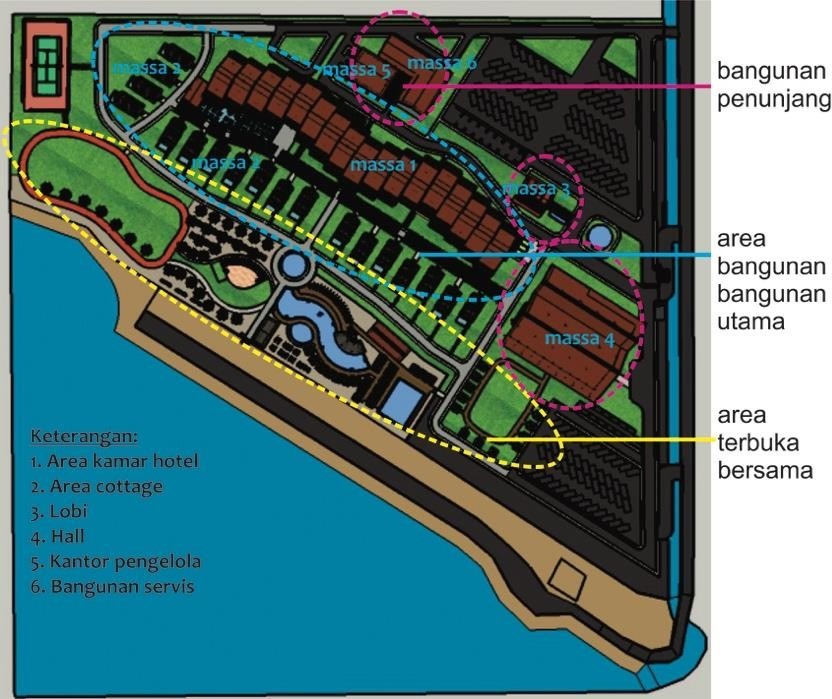 massa 2
massa 5
massa 6
bangunan
penunjang
massa 2
massa 1
massa 3
area
bangunan
bangunan
utama
massa 4
area
terbuka
bersama
Keterangan:
1. Area kamar hotel
2. Area cottage
3. Lobi
4. Hall
5. Kantor pengelola
6. Bangunan servis